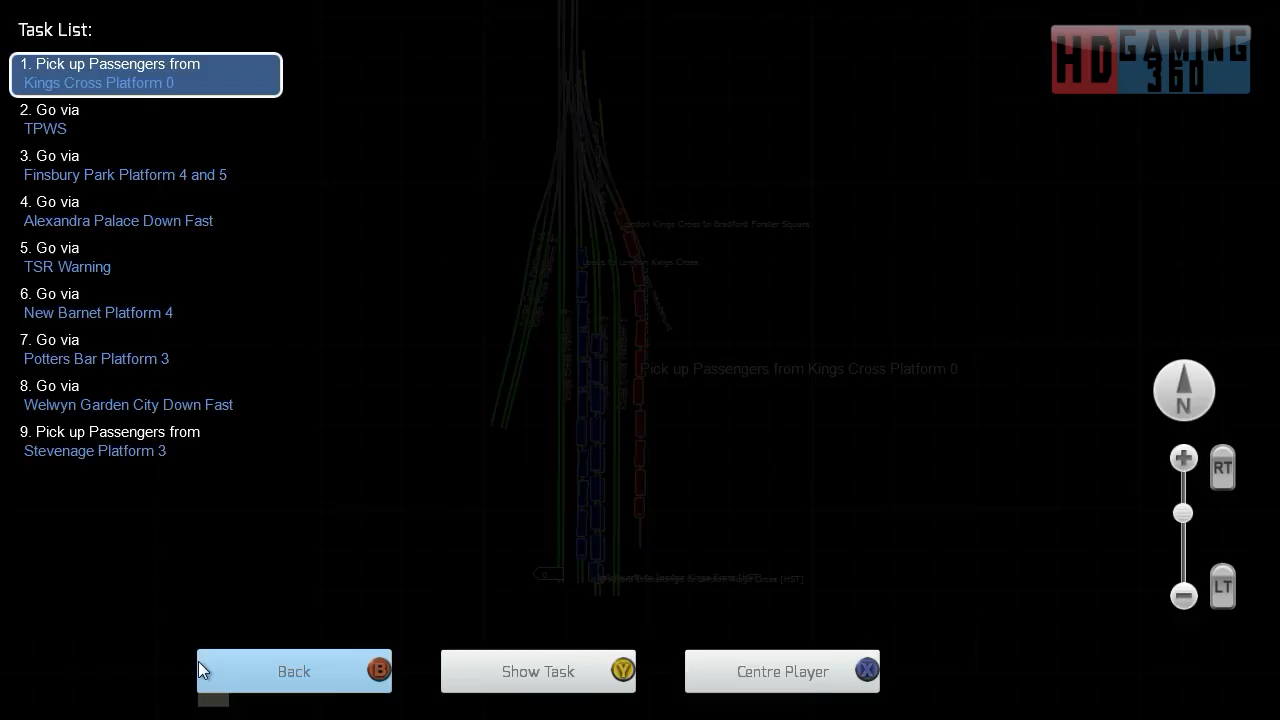 Task List:
1. Pick up Passengers from
Kings Cross Platform 0
2. Go via
TPWS
3. Go via
Finsbury Park Platform 4 and 5
4. Go via
Alexandra Palace Down Fast
5. Go via
TSR Warning
6. Go via
New Barnet Platform 4
7. Go via
Potters Bar Platform 3
8. Go via
Welwyn Garden City Down Fast
9. Pick up Passengers from
Stevenage Platform 3
HD GAMING
360
London Kings Cross to Bradford Forster Square
Leeds to London Kings Cross
Pick up Passengers from Kings Cross Platform 0
N
RT
LT
Back B
Show Task Y
Centre Player X